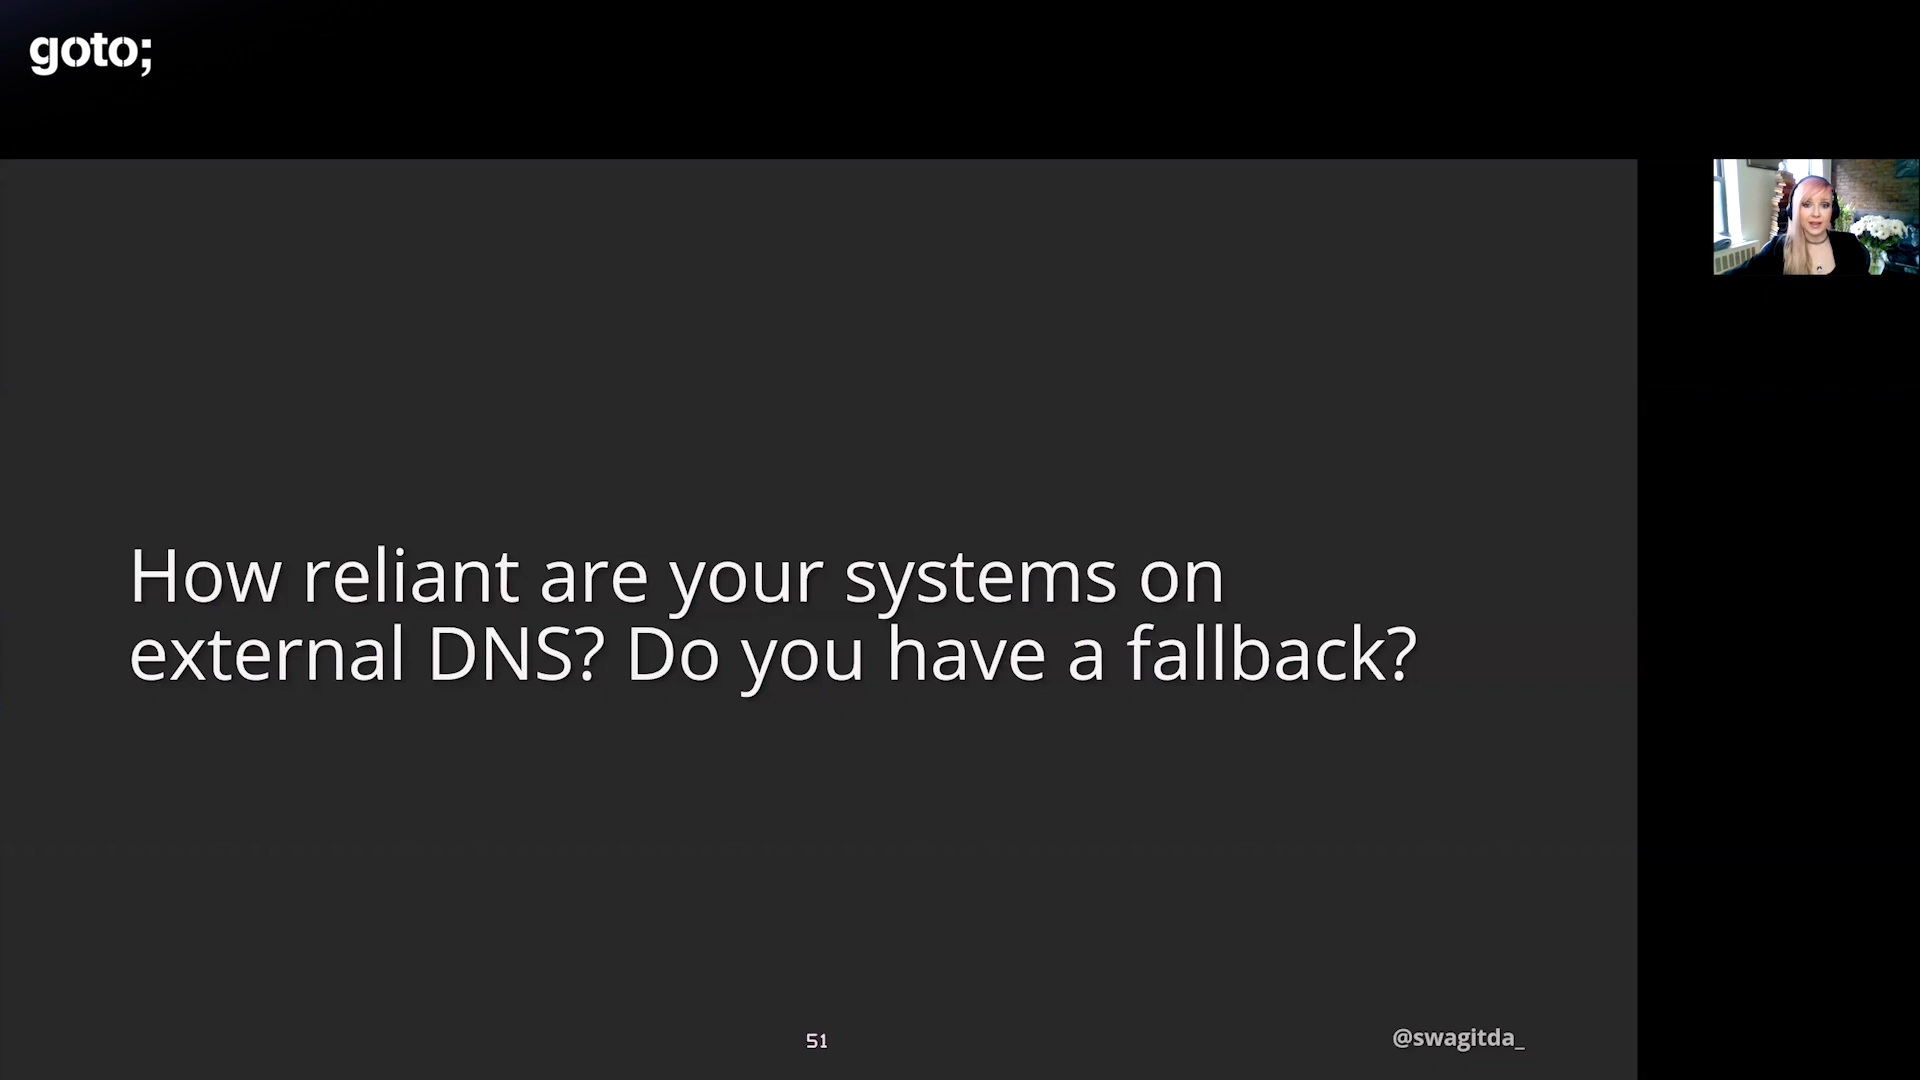 goto;
How reliant are your systems on
external DNS? Do you have a fallback?
51
@swagitda_